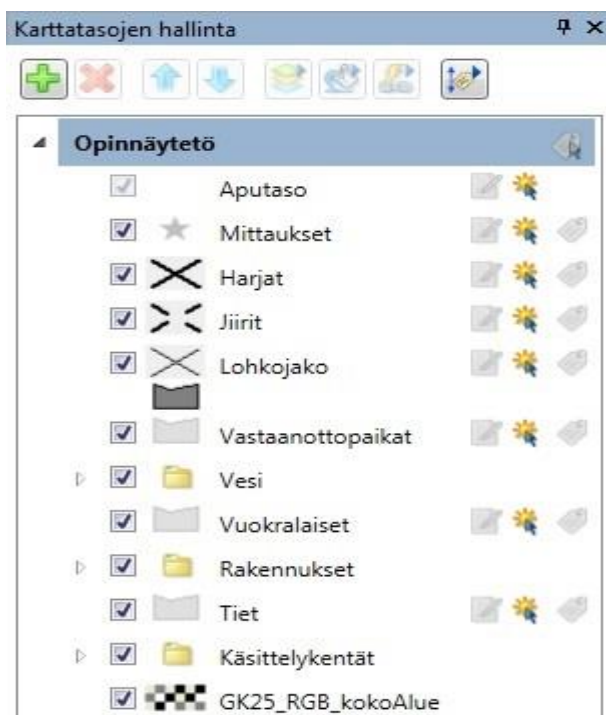 Karttatasojen hallinta
Opinnäytetö
Aputaso
Mittaukset
Harjat
Jiirit
Lohkojako
Vastaanottopaikat
Vesi
Vuokralaiset
Rakennukset
Tiet
Käsittelykentät
GK25_RGB_kokoAlue